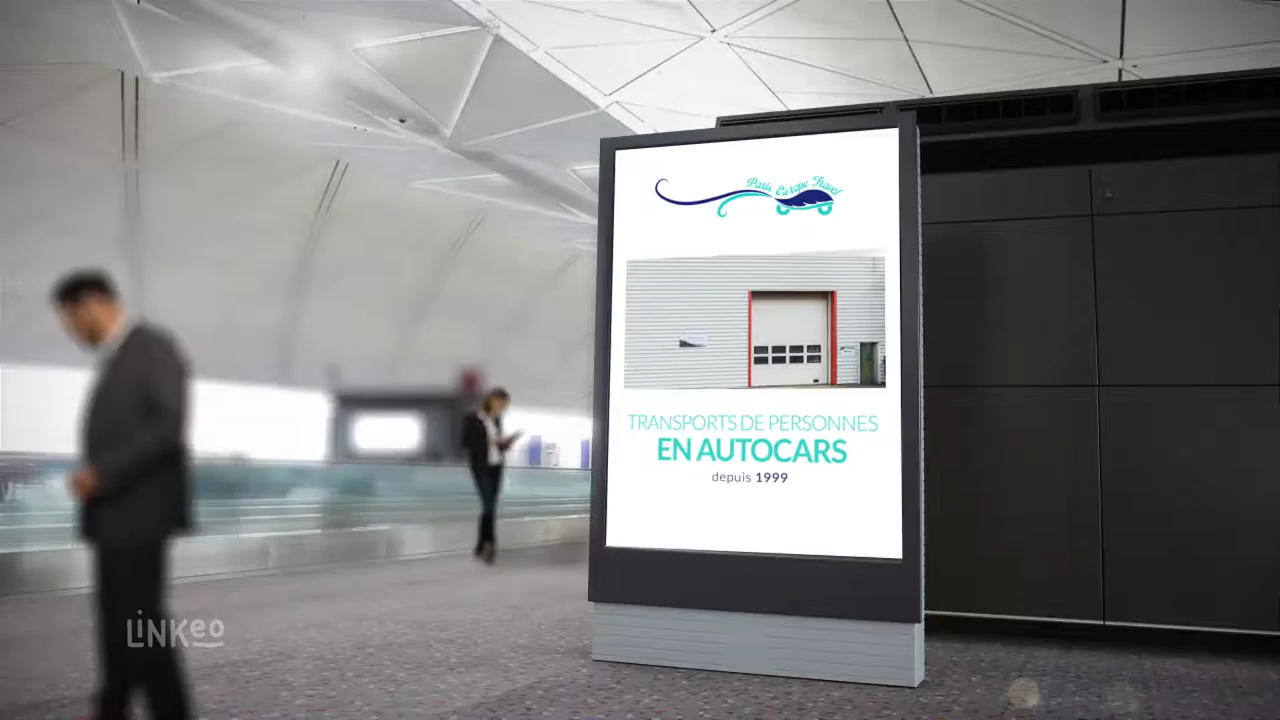 Paris Europe Travel
TRANSPORTS DE PERSONNES
EN AUTOCARS
depuis 1999
LiNKeo